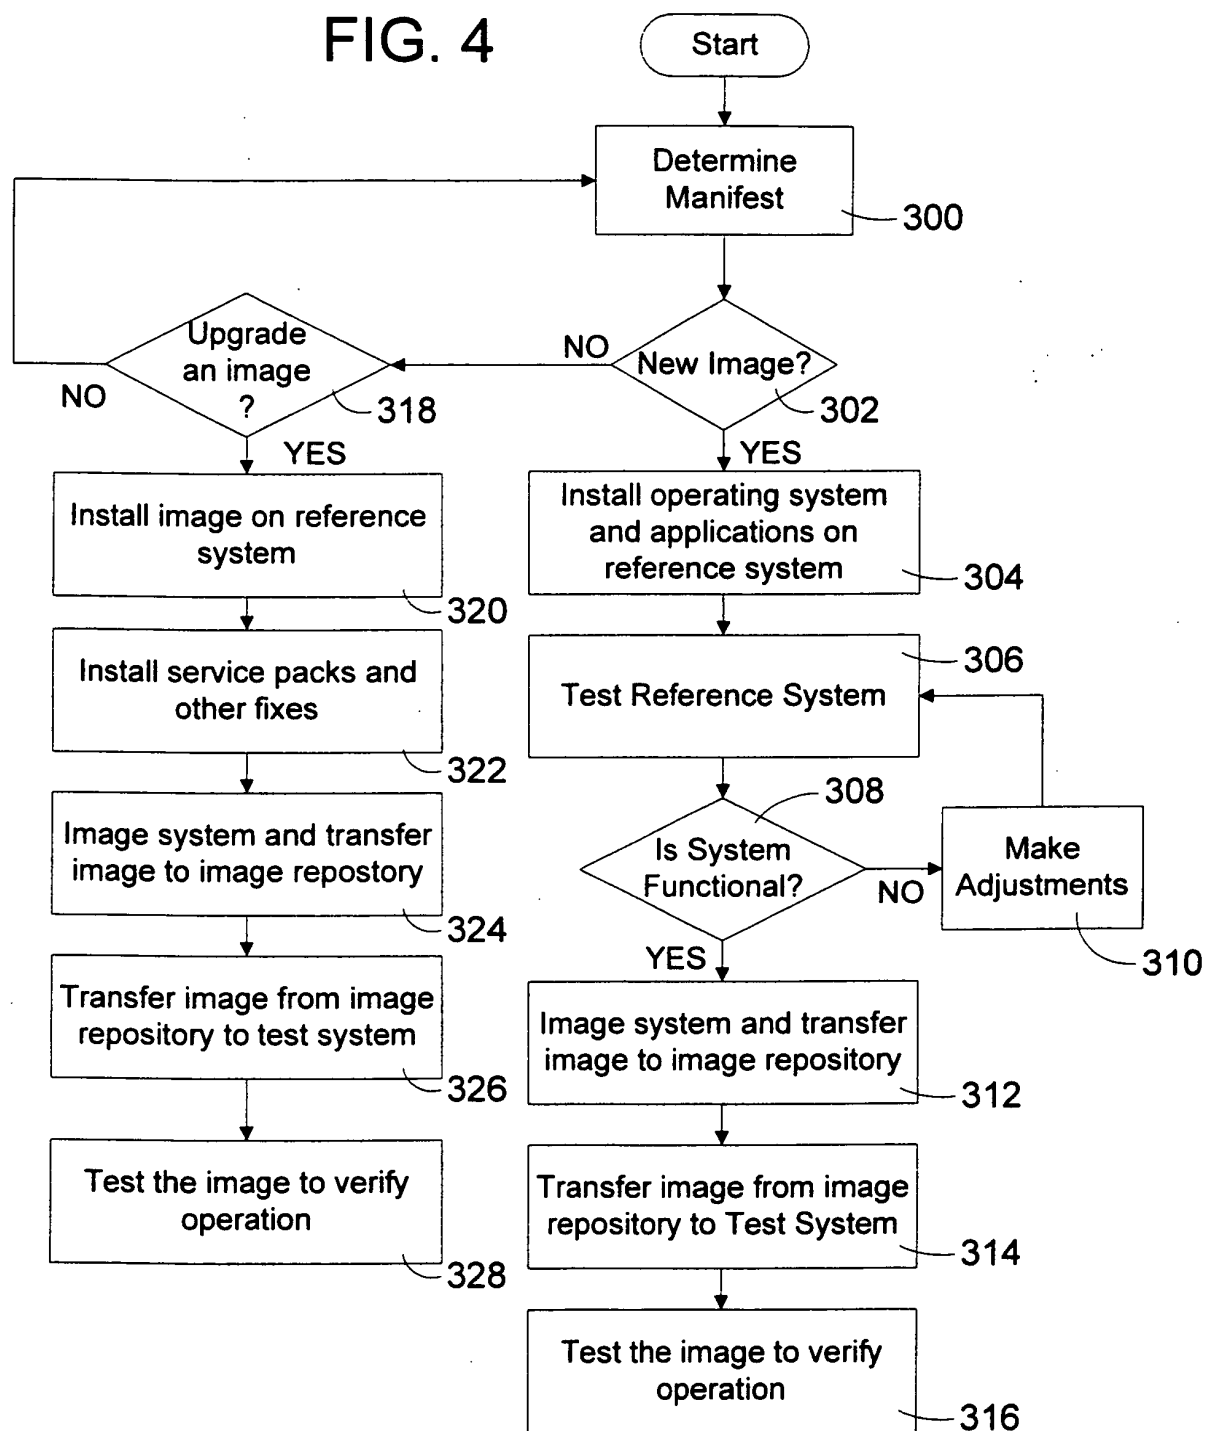 FIG. 4
Start
Determine
Manifest
300
New Image?
302
NO
YES
Upgrade
an image
?
318
NO
YES
Install image on reference
system
320
Install service packs and
other fixes
322
Image system and transfer
image to image repostory
324
Transfer image from image
repository to test system
326
Test the image to verify
operation
328
Install operating system
and applications on
reference system
304
306
Test Reference System
308
Is System
Functional?
NO
YES
Make
Adjustments
310
Image system and transfer
image to image repository
312
Transfer image from image
repository to Test System
314
Test the image to verify
operation
316